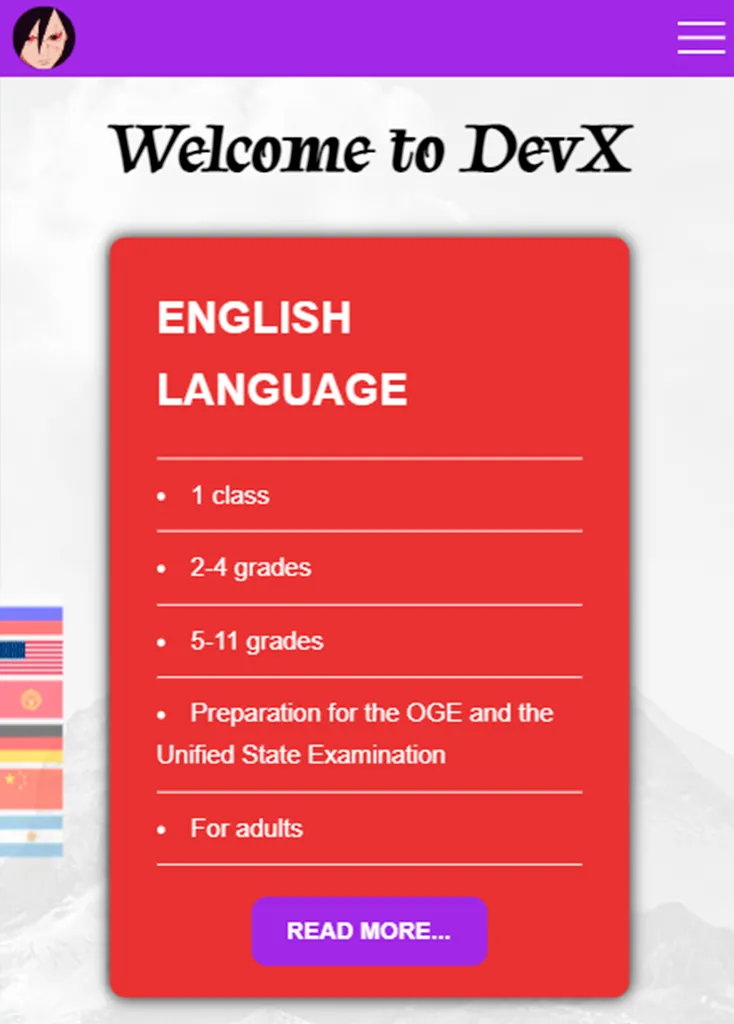 Welcome to DevX
ENGLISH
LANGUAGE
• 1 class
• 2-4 grades
• 5-11 grades
• Preparation for the OGE and the
Unified State Examination
• For adults
READ MORE...